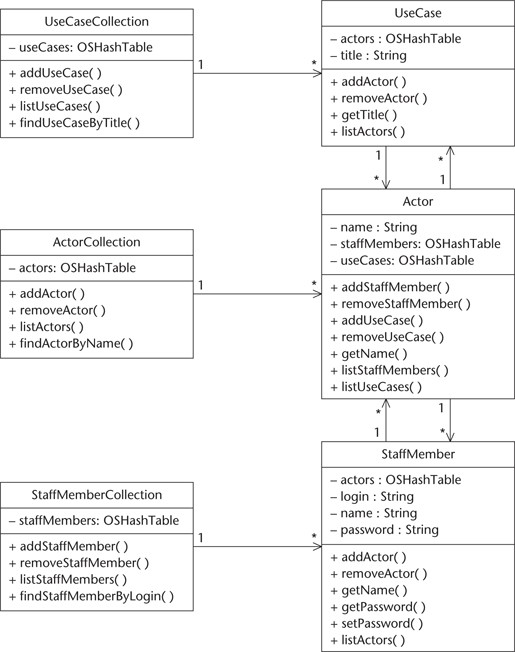 UseCaseCollection
– useCases: OSHashTable
+ addUseCase( )
+ removeUseCase( )
+ listUseCases( )
+ findUseCaseByTitle( )
1
*
UseCase
– actors : OSHashTable
– title : String
+ addActor( )
+ removeActor( )
+ getTitle( )
+ listActors( )
1
*
*
1
ActorCollection
– actors: OSHashTable
+ addActor( )
+ removeActor( )
+ listActors( )
+ findActorByName( )
1
*
Actor
– name : String
– staffMembers: OSHashTable
– useCases: OSHashTable
+ addStaffMember( )
+ removeStaffMember( )
+ addUseCase( )
+ removeUseCase( )
+ getName( )
+ listStaffMembers( )
+ listUseCases( )
*
1
1
*
StaffMemberCollection
– staffMembers: OSHashTable
+ addStaffMember( )
+ removeStaffMember( )
+ listStaffMembers( )
+ findStaffMemberByLogin( )
1
*
StaffMember
– actors : OSHashTable
– login : String
– name : String
– password : String
+ addActor( )
+ removeActor( )
+ getName( )
+ getPassword( )
+ setPassword( )
+ listActors( )